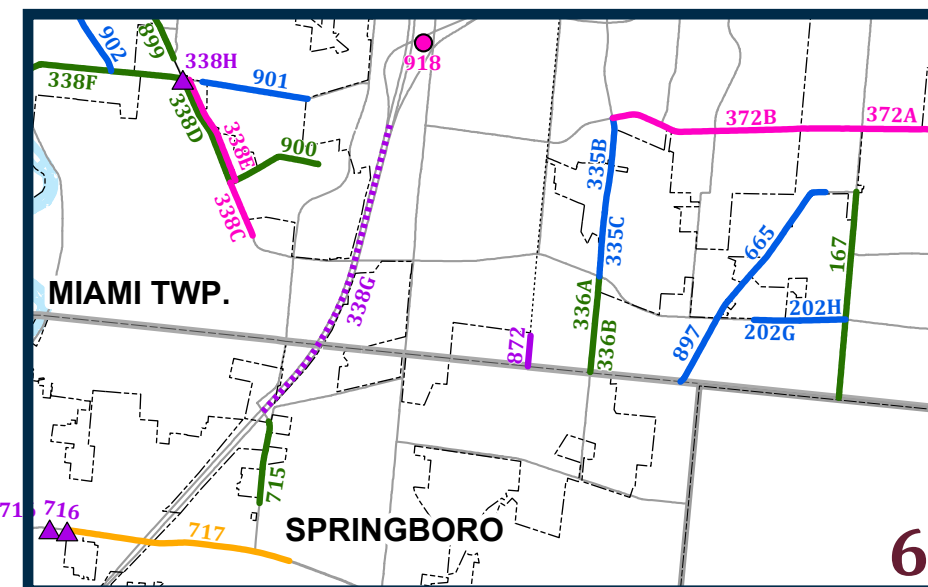 902
899
338H
918
338F
901
338D
338E
900
338C
372B
372A
335B
335C
665
167
338G
MIAMI TWP.
336A
336B
202H
202G
897
872
715
716
717
SPRINGBORO
6